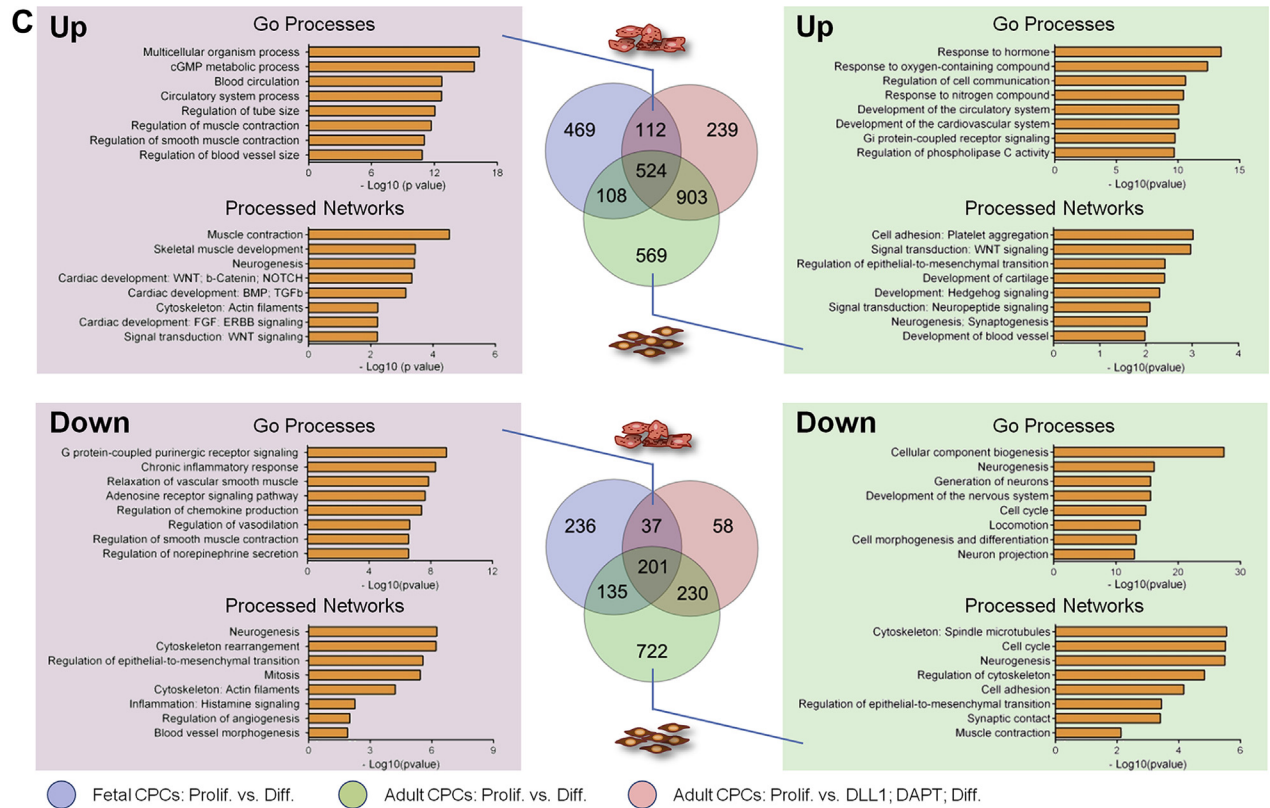 C
Up
Go Processes
Multicellular organism process
cGMP metabolic process
Blood circulation
Circulatory system process
Regulation of tube size
Regulation of muscle contraction
Regulation of smooth muscle contraction
Regulation of blood vessel size
0 6 12 18
- Log10 (p value)
Processed Networks
Muscle contraction
Skeletal muscle development
Neurogenesis
Cardiac development: WNT; b-Catenin; NOTCH
Cardiac development: BMP; TGFb
Cytoskeleton: Actin filaments
Cardiac development: FGF: ERBB signaling
Signal transduction WNT signaling
0 2 4 6
- Log10 (p value)
469 112 239
524
108 903
569
Up
Go Processes
Response to hormone
Response to oxygen-containing compound
Regulation of cell communication
Response to nitrogen compound
Development of the circulatory system
Development of the cardiovascular system
Gi protein-coupled receptor signaling
Regulation of phospholipase C activity
0 5 10 15
- Log10(pvalue)
Processed Networks
Cell adhesion: Platelet aggregation
Signal transduction: WNT signaling
Regulation of epithelial-to-mesenchymal transition
Development of cartilage
Development: Hedgehog signaling
Signal transduction: Neuropeptide signaling
Neurogenesis; Synaptogenesis
Development of blood vessel
0 1 2 3 4
- Log10(pvalue)
Down
Go Processes
G protein-coupled purinergic receptor signaling
Chronic inflammatory response
Relaxation of vascular smooth muscle
Adenosine receptor signaling pathway
Regulation of chemokine production
Regulation of vasodilation
Regulation of smooth muscle contraction
Regulation of norepinephrine secretion
0 4 8 12
- Log10(pvalue)
Processed Networks
Neurogenesis
Cytoskeleton rearrangement
Regulation of epithelial-to-mesenchymal transition
Mitosis
Cytoskeleton: Actin filaments
Inflammation: Histamine signaling
Regulation of angiogenesis
Blood vessel morphogenesis
0 3 6 9
- Log10(pvalue)
236 37 58
201
135 230
722
Down
Go Processes
Cellular component biogenesis
Neurogenesis
Generation of neurons
Development of the nervous system
Cell cycle
Locomotion
Cell morphogenesis and differentiation
Neuron projection
0 10 20 30
- Log10(pvalue)
Processed Networks
Cytoskeleton: Spindle microtubules
Cell cycle
Neurogenesis
Regulation of cytoskeleton
Cell adhesion
Regulation of epithelial-to-mesenchymal transition
Synaptic contact
Muscle contraction
0 2 4 6
- Log10(pvalue)
Fetal CPCs: Prolif. vs. Diff.
Adult CPCs: Prolif. vs. Diff.
Adult CPCs: Prolif. vs. DLL1; DAPT; Diff.